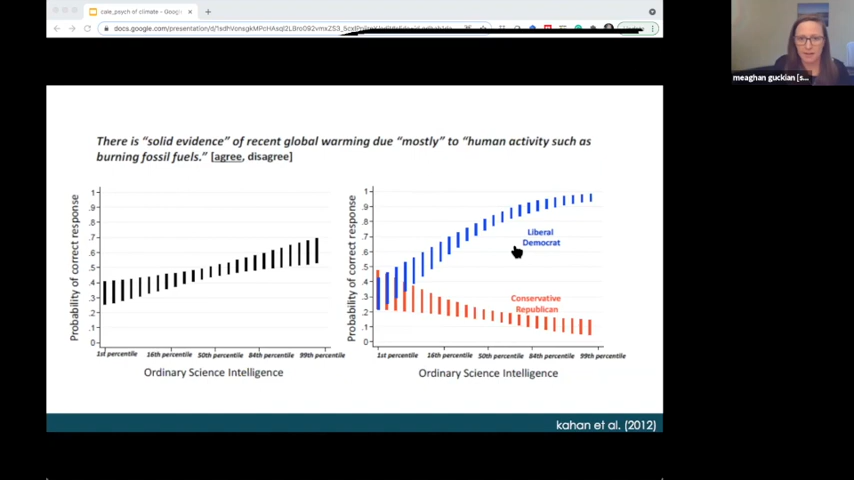 caie_psych of climate - Google
docs.google.com/presentation/d/
meaghan guckian [s...
There is “solid evidence” of recent global warming due “mostly” to “human activity such as
burning fossil fuels.” [agree, disagree]
Probability of correct response
1
.9
.8
.7
.6
.5
.4
.3
.2
.1
0
1st percentile 16th percentile 50th percentile 84th percentile 99th percentile
Ordinary Science Intelligence
Probability of correct response
1
.9
.8
.7
.6
.5
.4
.3
.2
.1
0
Liberal
Democrat
Conservative
Republican
1st percentile 16th percentile 50th percentile 84th percentile 99th percentile
Ordinary Science Intelligence
kahan et al. (2012)